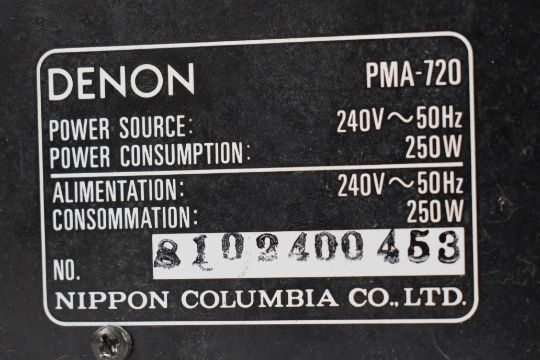 DENON PMA-720
POWER SOURCE: 240V～50Hz
POWER CONSUMPTION: 250W
ALIMENTATION: 240V～50Hz
CONSOMMATION: 250W
NO. 8102400453
NIPPON COLUMBIA CO., LTD.